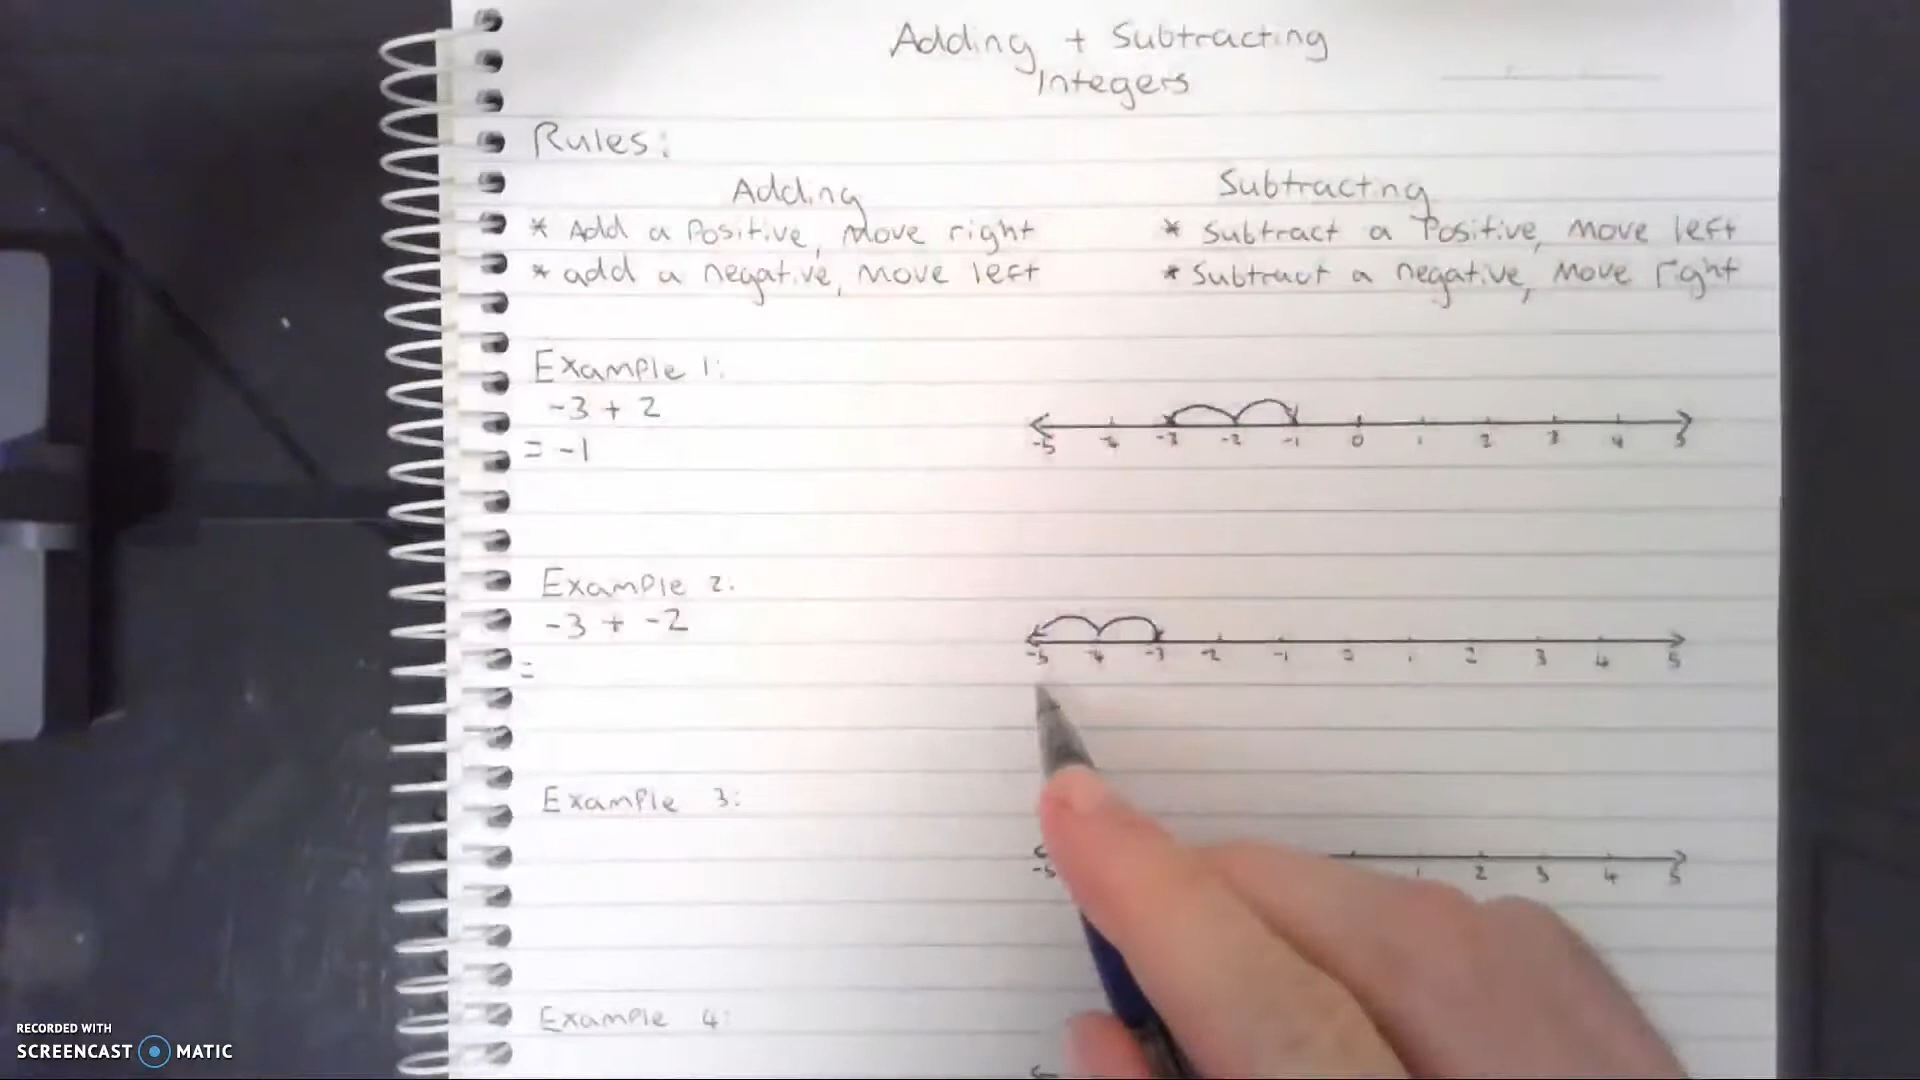 Adding + Subtracting
Integers
Rules:
Adding
* Add a Positive, Move right
* add a negative, Move left
Subtracting
* Subtract a Positive, Move left
* Subtract a negative, Move right
Example 1:
-3 + 2
= -1
-5 -4 -3 -2 -1 0 1 2 3 4 5
Example 2:
-3 + -2
=
-5 -4 -3 -2 -1 0 1 2 3 4 5
Example 3:
-5 1 2 3 4 5
Example 4:
RECORDED WITH
SCREENCAST MATIC